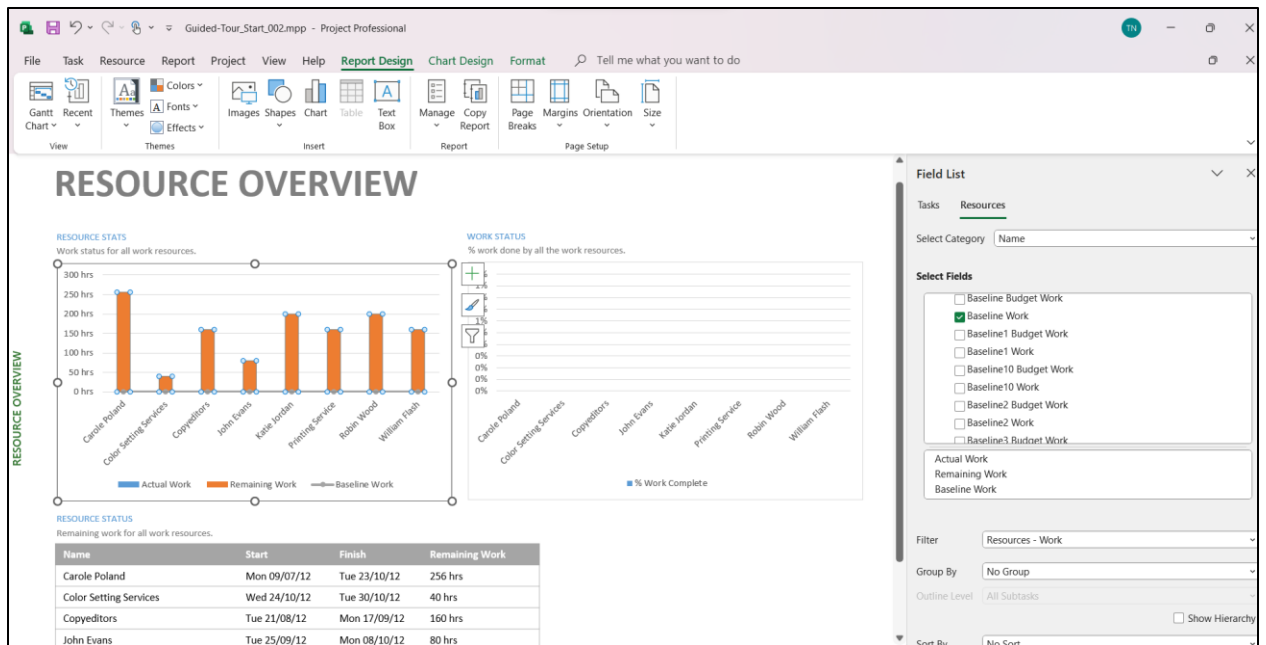 Guided-Tour_Start_002.mpp - Project Professional
TN
File Task Resource Report Project View Help Report Design Chart Design Format Tell me what you want to do
Gantt Chart
Recent
Themes
Colors
Fonts
Effects
Images
Shapes
Chart
Table
Text Box
Manage
Copy Report
Page Breaks
Margins
Orientation
Size
View
Themes
Insert
Report
Page Setup
RESOURCE OVERVIEW
RESOURCE OVERVIEW
RESOURCE STATS
Work status for all work resources.
300 hrs
250 hrs
200 hrs
150 hrs
100 hrs
50 hrs
0 hrs
Carole Poland
Color Setting Services
Copyeditors
John Evans
Katie Jordan
Printing Service
Robin Wood
William Flash
Actual Work Remaining Work Baseline Work
WORK STATUS
% work done by all the work resources.
1%
0%
0%
0%
0%
Carole Poland
Color Setting Services
Copyeditors
John Evans
Katie Jordan
Printing Service
Robin Wood
William Flash
% Work Complete
RESOURCE STATUS
Remaining work for all work resources.
Name Start Finish Remaining Work
Carole Poland Mon 09/07/12 Tue 23/10/12 256 hrs
Color Setting Services Wed 24/10/12 Tue 30/10/12 40 hrs
Copyeditors Tue 21/08/12 Mon 17/09/12 160 hrs
John Evans Tue 25/09/12 Mon 08/10/12 80 hrs
Field List
Tasks Resources
Select Category Name
Select Fields
Baseline Budget Work
Baseline Work
Baseline1 Budget Work
Baseline1 Work
Baseline10 Budget Work
Baseline10 Work
Baseline2 Budget Work
Baseline2 Work
Baseline3 Budget Work
Actual Work
Remaining Work
Baseline Work
Filter Resources - Work
Group By No Group
Outline Level All Subtasks
Show Hierarchy
Sort By No Sort